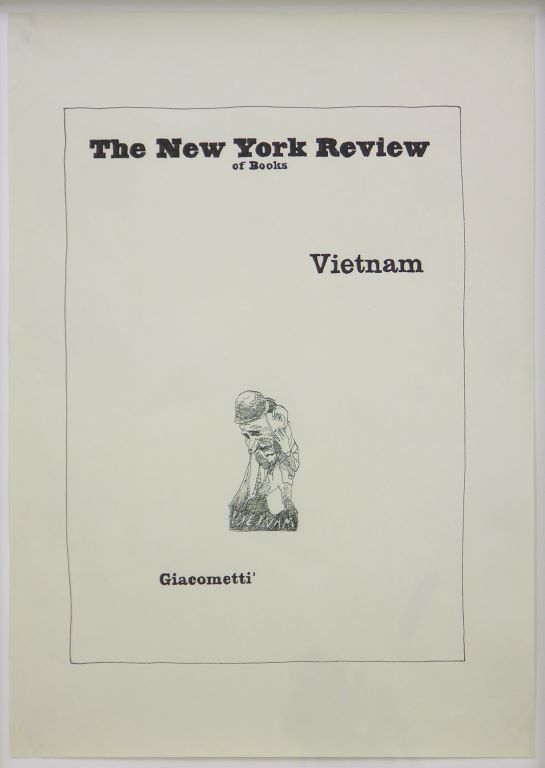 The New York Review
of Books
Vietnam
VIETNAM
Giacometti'